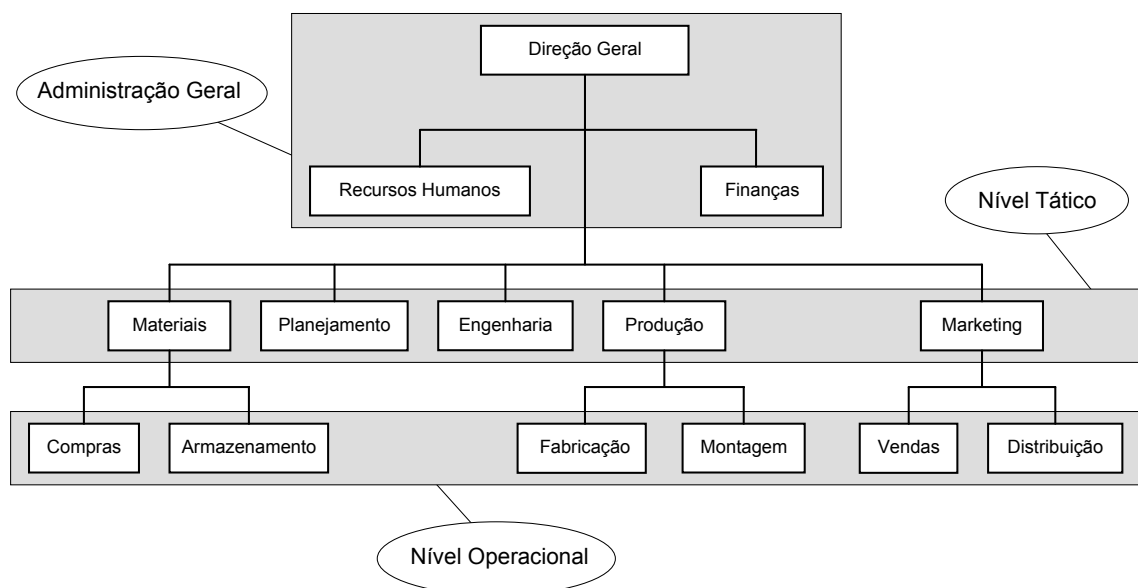 Direção Geral
Administração Geral
Recursos Humanos
Finanças
Nível Tático
Materiais
Planejamento
Engenharia
Produção
Marketing
Compras
Armazenamento
Fabricação
Montagem
Vendas
Distribuição
Nível Operacional